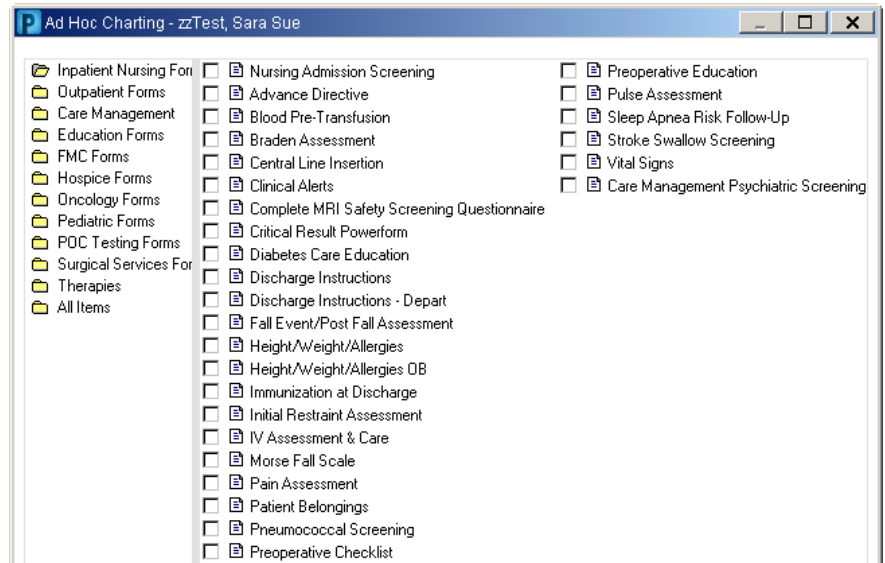 Ad Hoc Charting - zzTest, Sara Sue
Inpatient Nursing Forr
Outpatient Forms
Care Management
Education Forms
FMC Forms
Hospice Forms
Oncology Forms
Pediatric Forms
POC Testing Forms
Surgical Services For
Therapies
All Items
Nursing Admission Screening
Advance Directive
Blood Pre-Transfusion
Braden Assessment
Central Line Insertion
Clinical Alerts
Complete MRI Safety Screening Questionnaire
Critical Result Powerform
Diabetes Care Education
Discharge Instructions
Discharge Instructions - Depart
Fall Event/Post Fall Assessment
Height/Weight/Allergies
Height/Weight/Allergies OB
Immunization at Discharge
Initial Restraint Assessment
IV Assessment & Care
Morse Fall Scale
Pain Assessment
Patient Belongings
Pneumococcal Screening
Preoperative Checklist
Preoperative Education
Pulse Assessment
Sleep Apnea Risk Follow-Up
Stroke Swallow Screening
Vital Signs
Care Management Psychiatric Screening